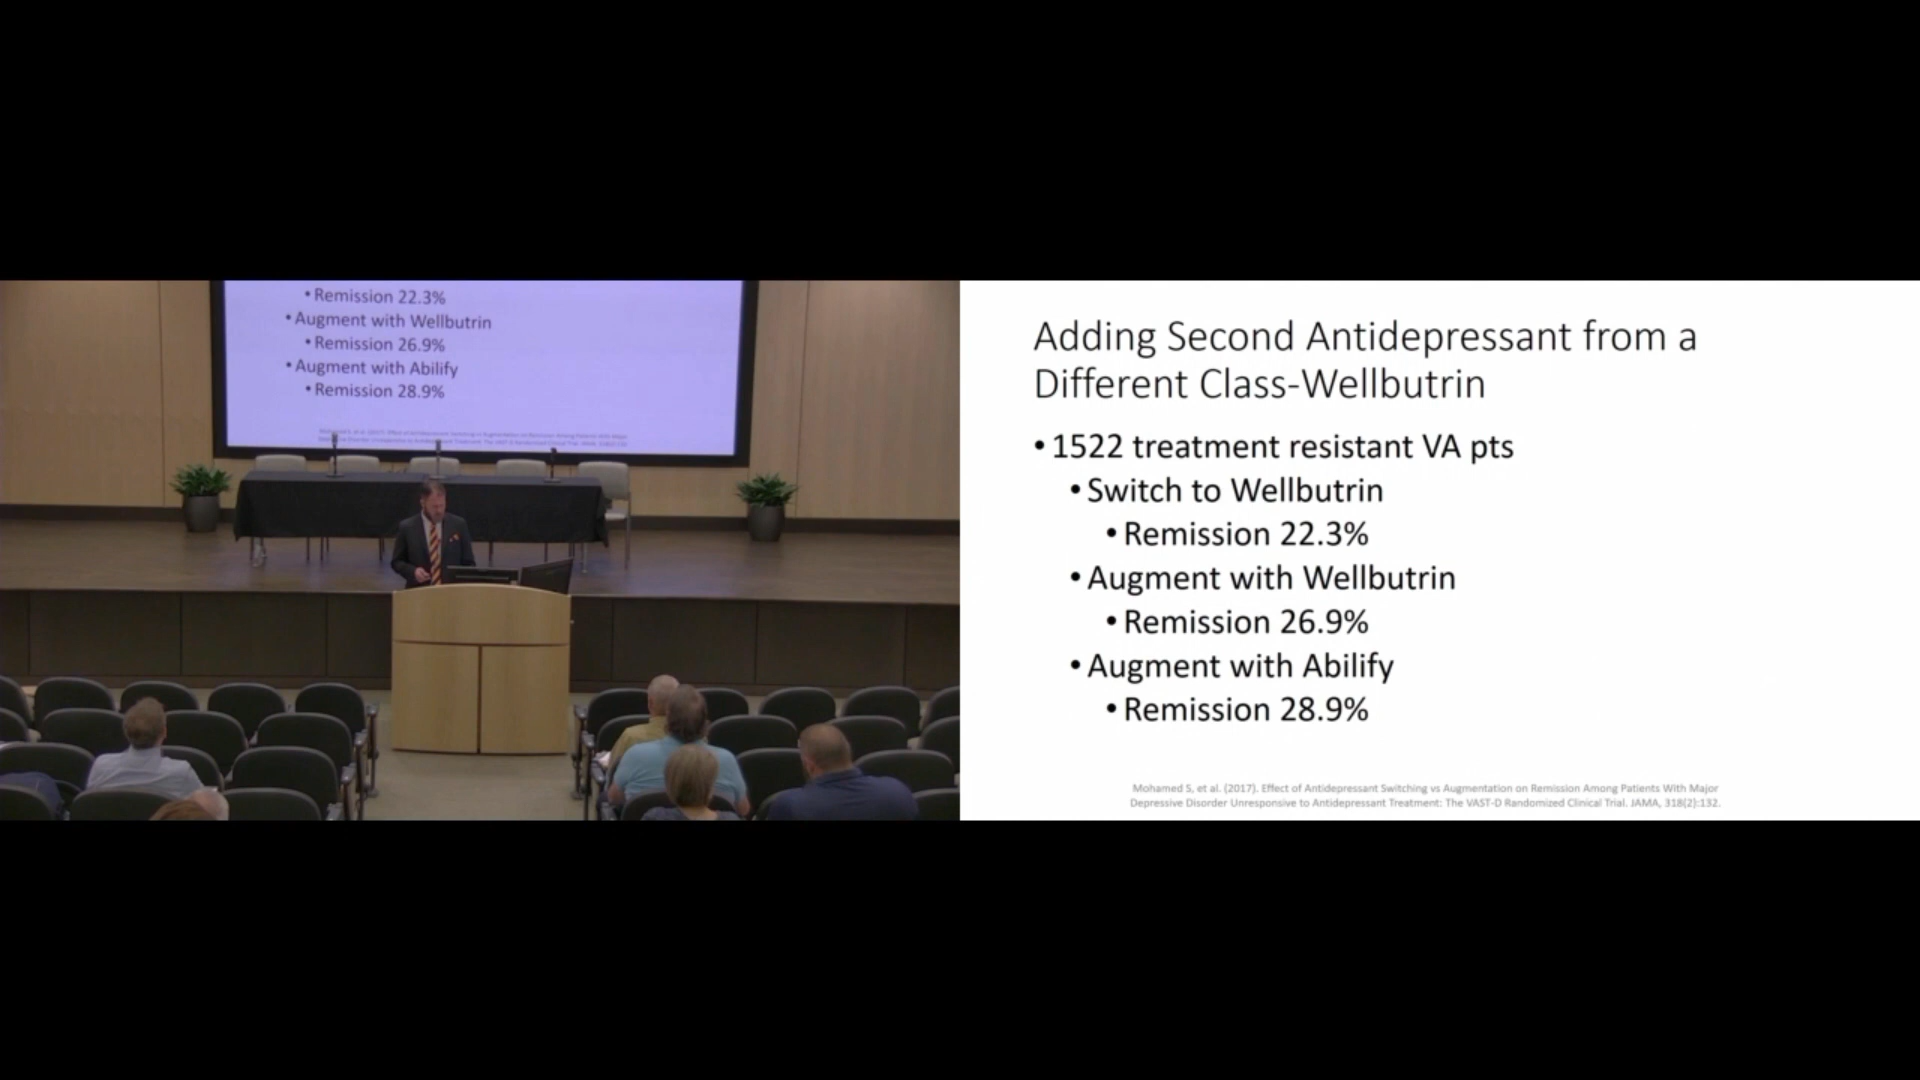 • Remission 22.3%
• Augment with Wellbutrin
• Remission 26.9%
• Augment with Abilify
• Remission 28.9%
Adding Second Antidepressant from a
Different Class-Wellbutrin
• 1522 treatment resistant VA pts
• Switch to Wellbutrin
• Remission 22.3%
• Augment with Wellbutrin
• Remission 26.9%
• Augment with Abilify
• Remission 28.9%
Mohamed S, et al. (2017). Effect of Antidepressant Switching vs Augmentation on Remission Among Patients With Major
Depressive Disorder Unresponsive to Antidepressant Treatment: The VAST-D Randomized Clinical Trial. JAMA, 318(2):132.